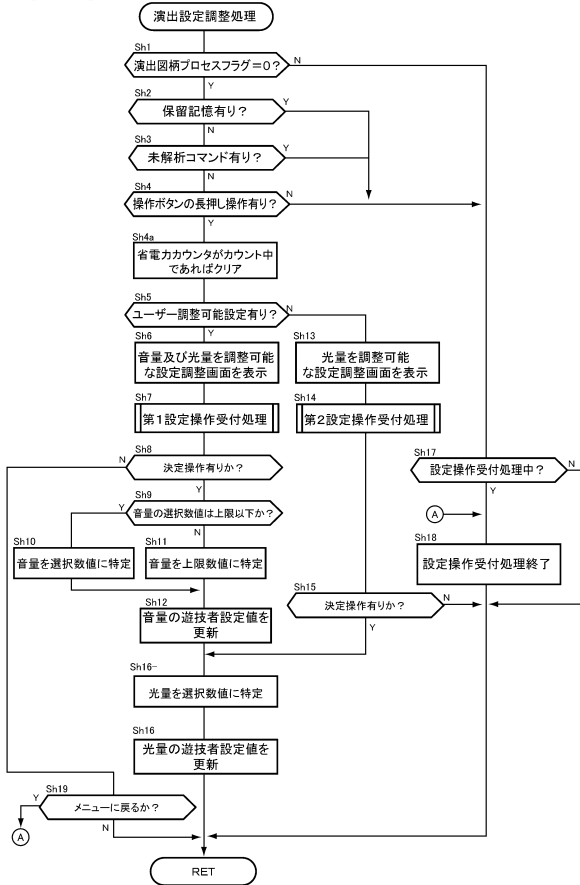 演出設定調整処理
Sh1
演出図柄プロセスフラグ=0?
N
Y
Sh2
保留記憶有り?
Y
N
Sh3
未解析コマンド有り?
Y
N
Sh4
操作ボタンの長押し操作有り?
N
Y
Sh4a
省電力カウンタがカウント中
であればクリア
Sh5
ユーザー調整可能設定有り?
N
Y
Sh6
音量及び光量を調整可能
な設定調整画面を表示
Sh13
光量を調整可能
な設定調整画面を表示
Sh7
第1設定操作受付処理
Sh14
第2設定操作受付処理
Sh8
決定操作有りか?
N
Y
Sh17
設定操作受付処理中?
N
Y
Sh9
音量の選択数値は上限以下か?
Y
N
A
Sh10
音量を選択数値に特定
Sh11
音量を上限数値に特定
Sh18
設定操作受付処理終了
Sh12
音量の遊技者設定値を
更新
Sh15
決定操作有りか?
N
Y
Sh16-
光量を選択数値に特定
Sh16
光量の遊技者設定値を
更新
Sh19
メニューに戻るか?
Y
N
A
RET